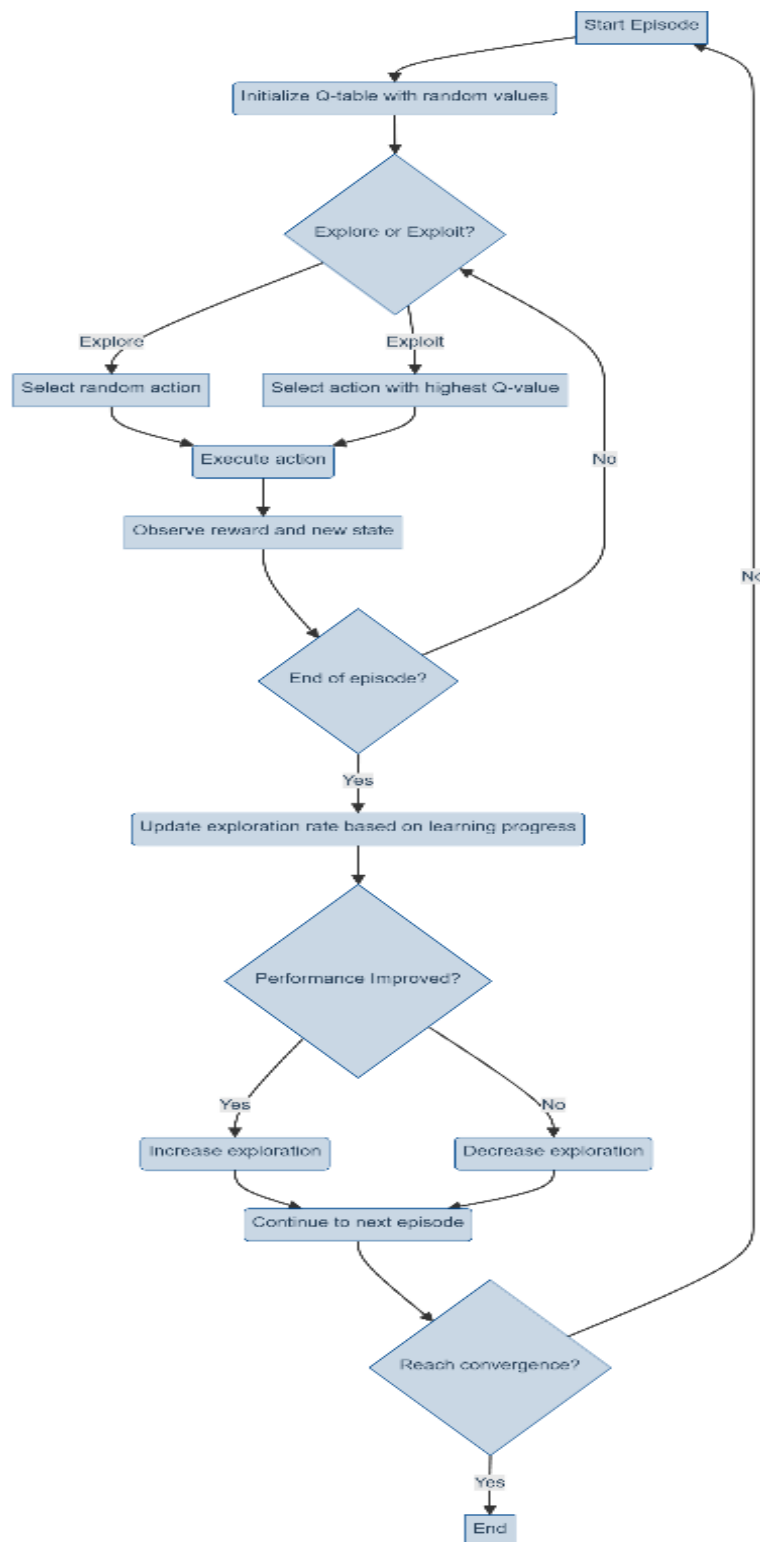 Start Episode
Initialize Q-table with random values
Explore or Exploit?
Explore
Exploit
Select random action
Select action with highest Q-value
Execute action
No
Observe reward and new state
No
End of episode?
Yes
Update exploration rate based on learning progress
Performance Improved?
Yes
No
Increase exploration
Decrease exploration
Continue to next episode
Reach convergence?
Yes
End